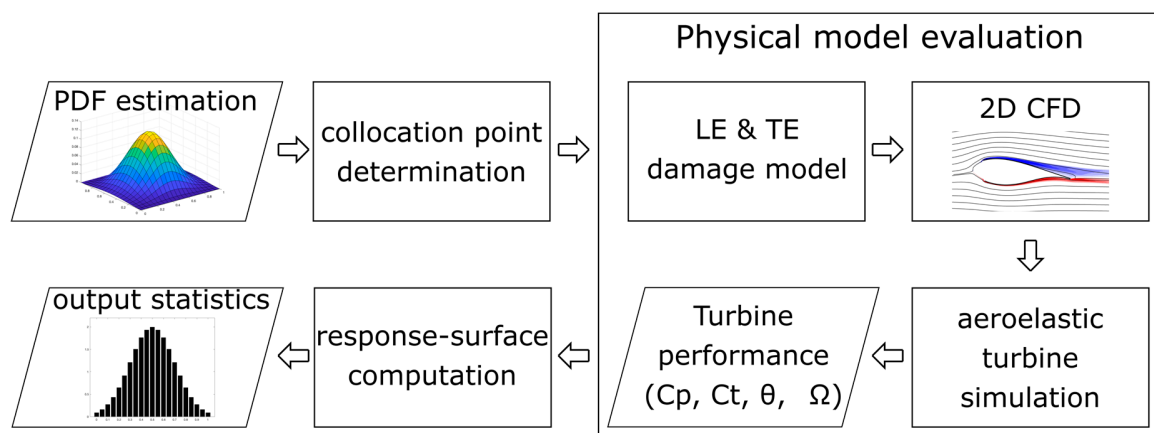 Physical model evaluation
PDF estimation
collocation point
determination
LE & TE
damage model
2D CFD
aeroelastic
turbine
simulation
Turbine
performance
(Cp, Ct, θ, Ω)
response-surface
computation
output statistics